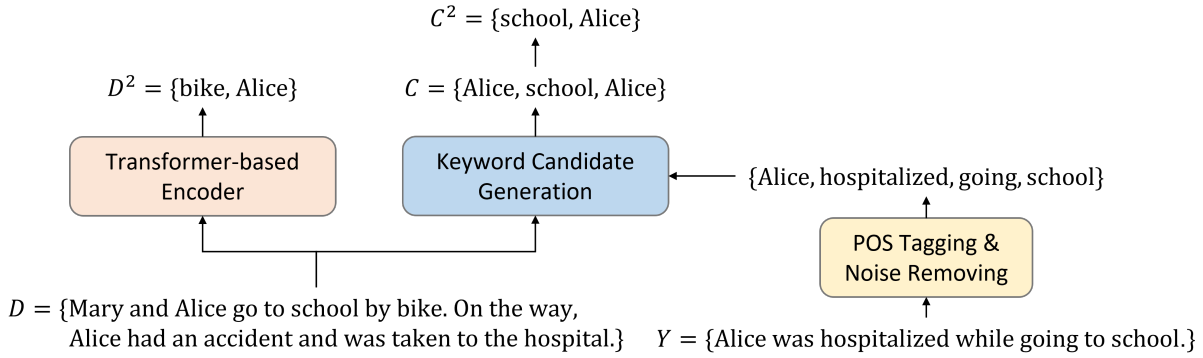 C² = {school, Alice}
D² = {bike, Alice}
C = {Alice, school, Alice}
Transformer-based
Encoder
Keyword Candidate
Generation
{Alice, hospitalized, going, school}
POS Tagging &
Noise Removing
D = {Mary and Alice go to school by bike. On the way,
Alice had an accident and was taken to the hospital.}
Y = {Alice was hospitalized while going to school.}